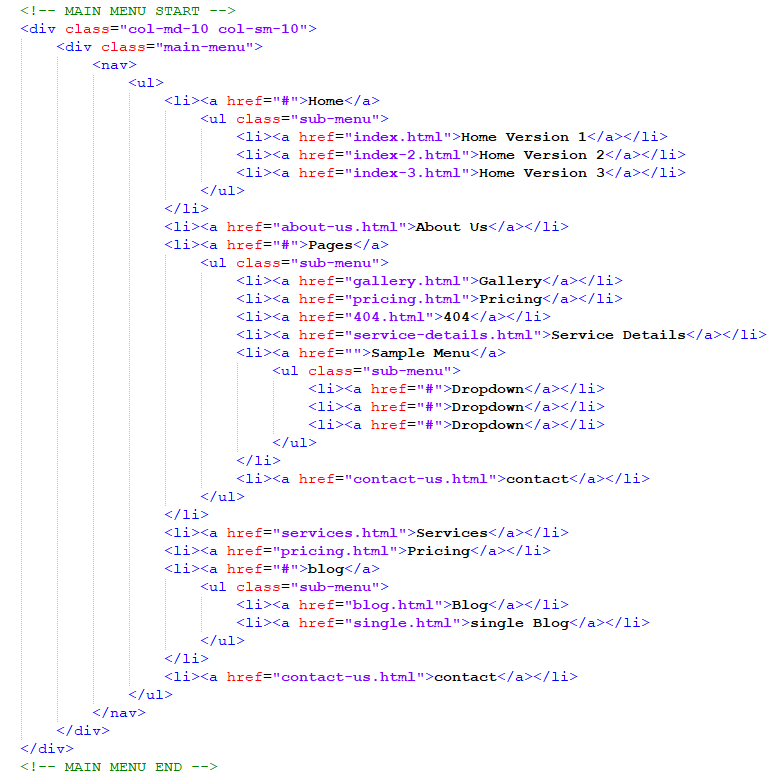 <!-- MAIN MENU START -->
<div class="col-md-10 col-sm-10">
<div class="main-menu">
<nav>
<ul>
<li><a href="#">Home</a>
<ul class="sub-menu">
<li><a href="index.html">Home Version 1</a></li>
<li><a href="index-2.html">Home Version 2</a></li>
<li><a href="index-3.html">Home Version 3</a></li>
</ul>
</li>
<li><a href="about-us.html">About Us</a></li>
<li><a href="#">Pages</a>
<ul class="sub-menu">
<li><a href="gallery.html">Gallery</a></li>
<li><a href="pricing.html">Pricing</a></li>
<li><a href="404.html">404</a></li>
<li><a href="service-details.html">Service Details</a></li>
<li><a href="">Sample Menu</a>
<ul class="sub-menu">
<li><a href="#">Dropdown</a></li>
<li><a href="#">Dropdown</a></li>
<li><a href="#">Dropdown</a></li>
</ul>
</li>
<li><a href="contact-us.html">contact</a></li>
</ul>
</li>
<li><a href="services.html">Services</a></li>
<li><a href="pricing.html">Pricing</a></li>
<li><a href="#">blog</a>
<ul class="sub-menu">
<li><a href="blog.html">Blog</a></li>
<li><a href="single.html">single Blog</a></li>
</ul>
</li>
<li><a href="contact-us.html">contact</a></li>
</ul>
</nav>
</div>
</div>
<!-- MAIN MENU END -->